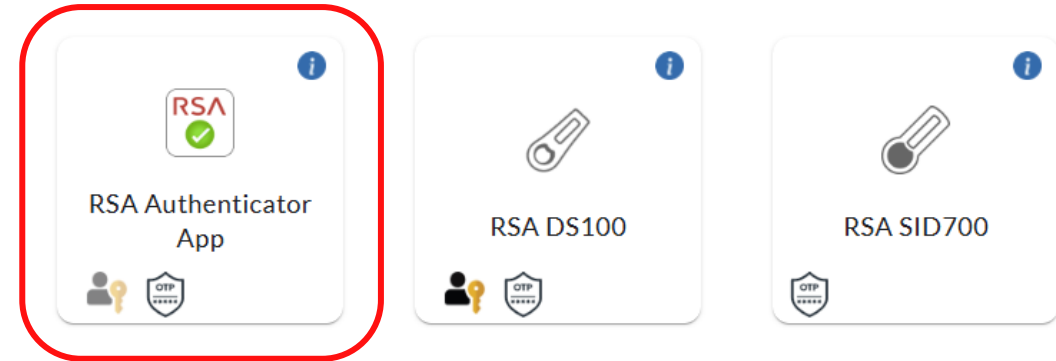 i
i
i
RSA
RSA Authenticator
App
RSA DS100
RSA SID700
OTP
*****
OTP
*****
OTP
*****